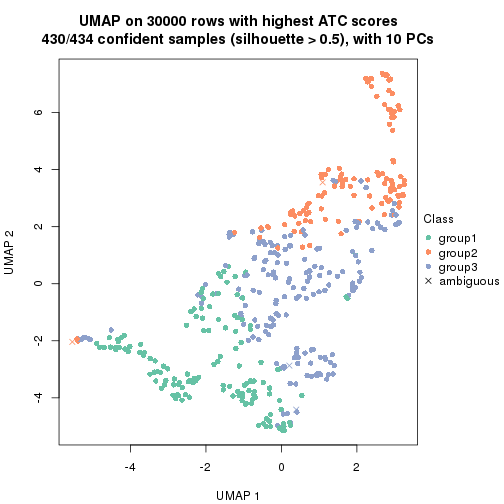 UMAP on 30000 rows with highest ATC scores
430/434 confident samples (silhouette > 0.5), with 10 PCs
6
4
2
0
-2
-4
UMAP 2
-4
-2
0
2
UMAP 1
Class
group1
group2
group3
ambiguous